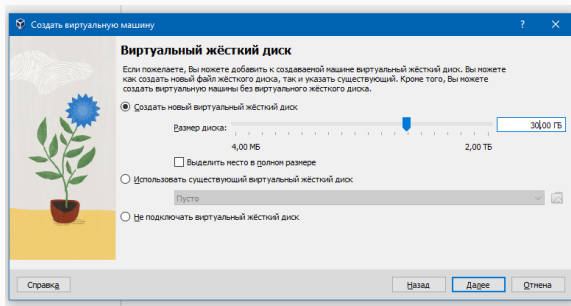 Создать виртуальную машину
?
Виртуальный жёсткий диск
Если пожелаете, Вы можете добавить к создаваемой машине виртуальный жёсткий диск. Вы можете
как создать новый файл жёсткого диска, так и указать существующий. Кроме того, Вы можете
создать виртуальную машины без виртуального жёсткого диска.
Создать новый виртуальный жёсткий диск
Размер диска:
30,00 ГБ
4,00 МБ
2,00 ТБ
Выделить место в полном размере
Использовать существующий виртуальный жёсткий диск
Пусто
Не подключать виртуальный жёсткий диск
Справка
Назад
Далее
Отмена